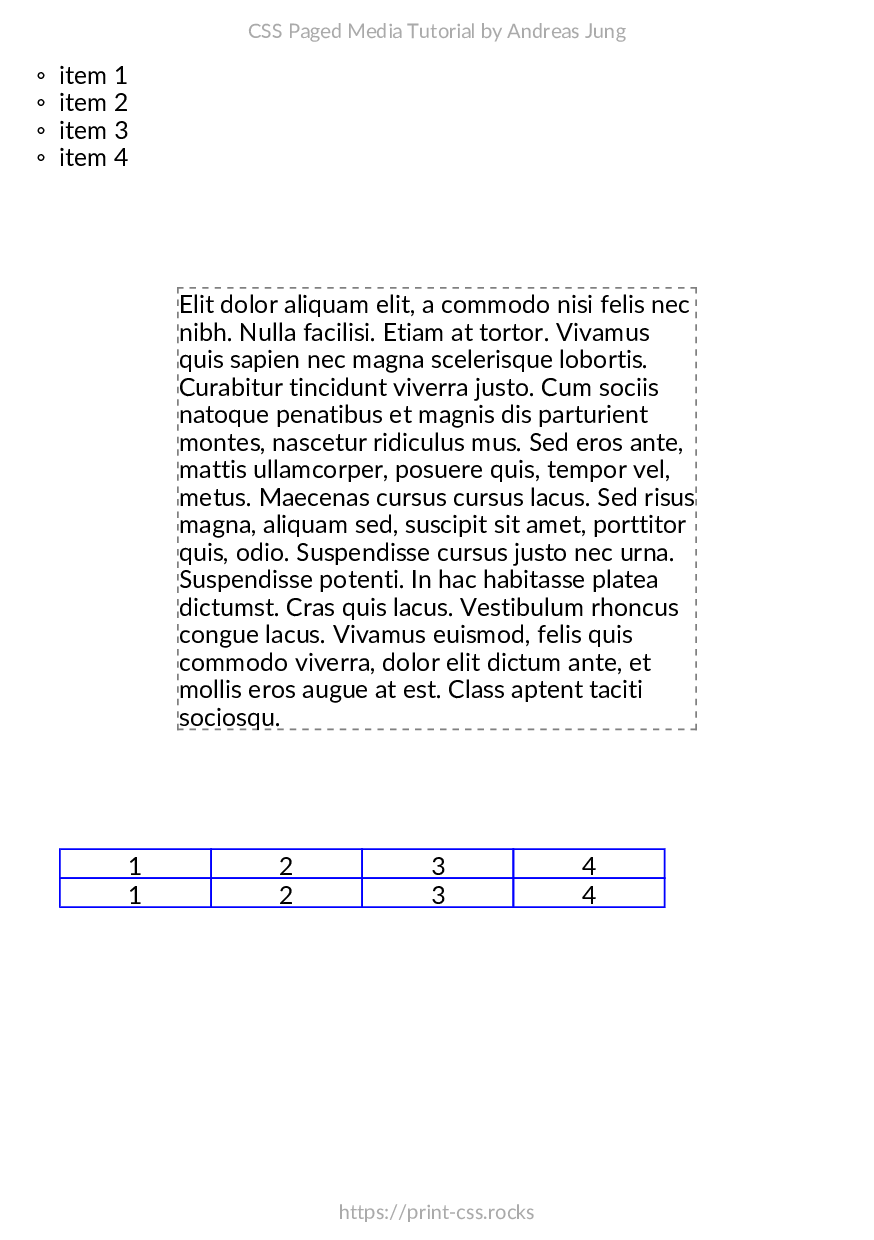 CSS Paged Media Tutorial by Andreas Jung
◦ item 1
◦ item 2
◦ item 3
◦ item 4
Elit dolor aliquam elit, a commodo nisi felis nec
nibh. Nulla facilisi. Etiam at tortor. Vivamus
quis sapien nec magna scelerisque lobortis.
Curabitur tincidunt viverra justo. Cum sociis
natoque penatibus et magnis dis parturient
montes, nascetur ridiculus mus. Sed eros ante,
mattis ullamcorper, posuere quis, tempor vel,
metus. Maecenas cursus cursus lacus. Sed risus
magna, aliquam sed, suscipit sit amet, porttitor
quis, odio. Suspendisse cursus justo nec urna.
Suspendisse potenti. In hac habitasse platea
dictumst. Cras quis lacus. Vestibulum rhoncus
congue lacus. Vivamus euismod, felis quis
commodo viverra, dolor elit dictum ante, et
mollis eros augue at est. Class aptent taciti
sociosqu.
1 2 3 4
1 2 3 4
https://print-css.rocks